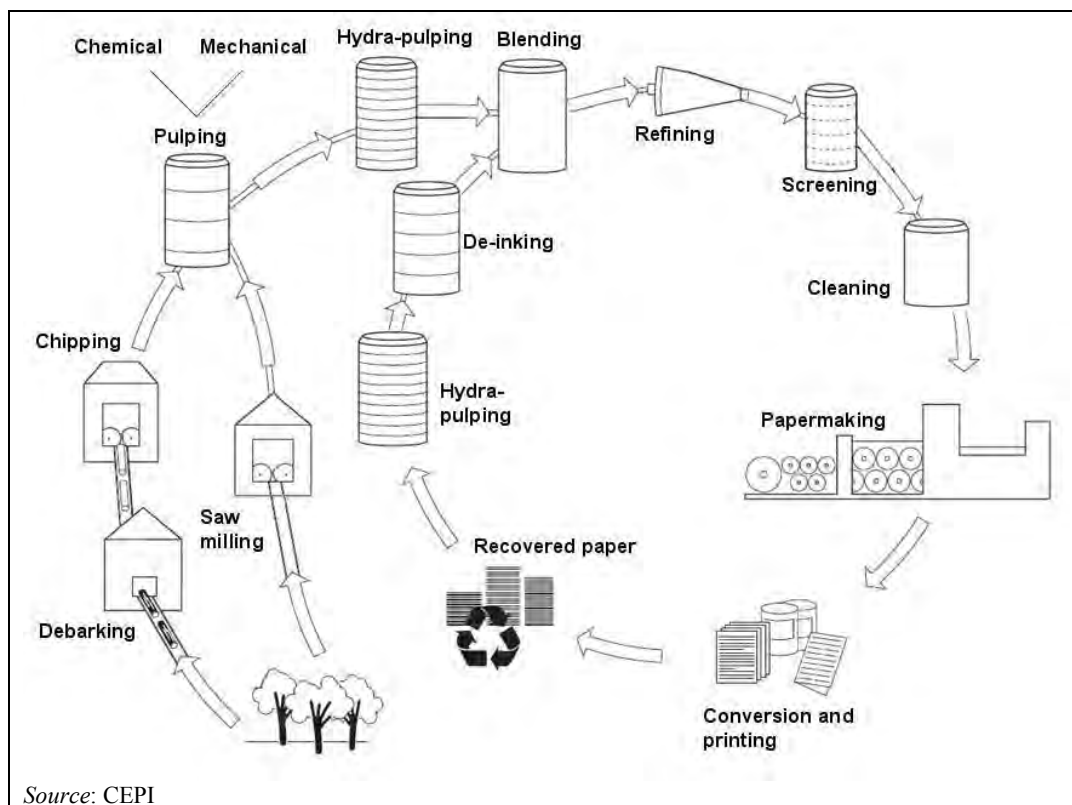 Chemical
Mechanical
Hydra-pulping
Blending
Pulping
Refining
Screening
De-inking
Cleaning
Chipping
Hydra-
pulping
Papermaking
Saw
milling
Recovered paper
Debarking
Conversion and
printing
Source: CEPI